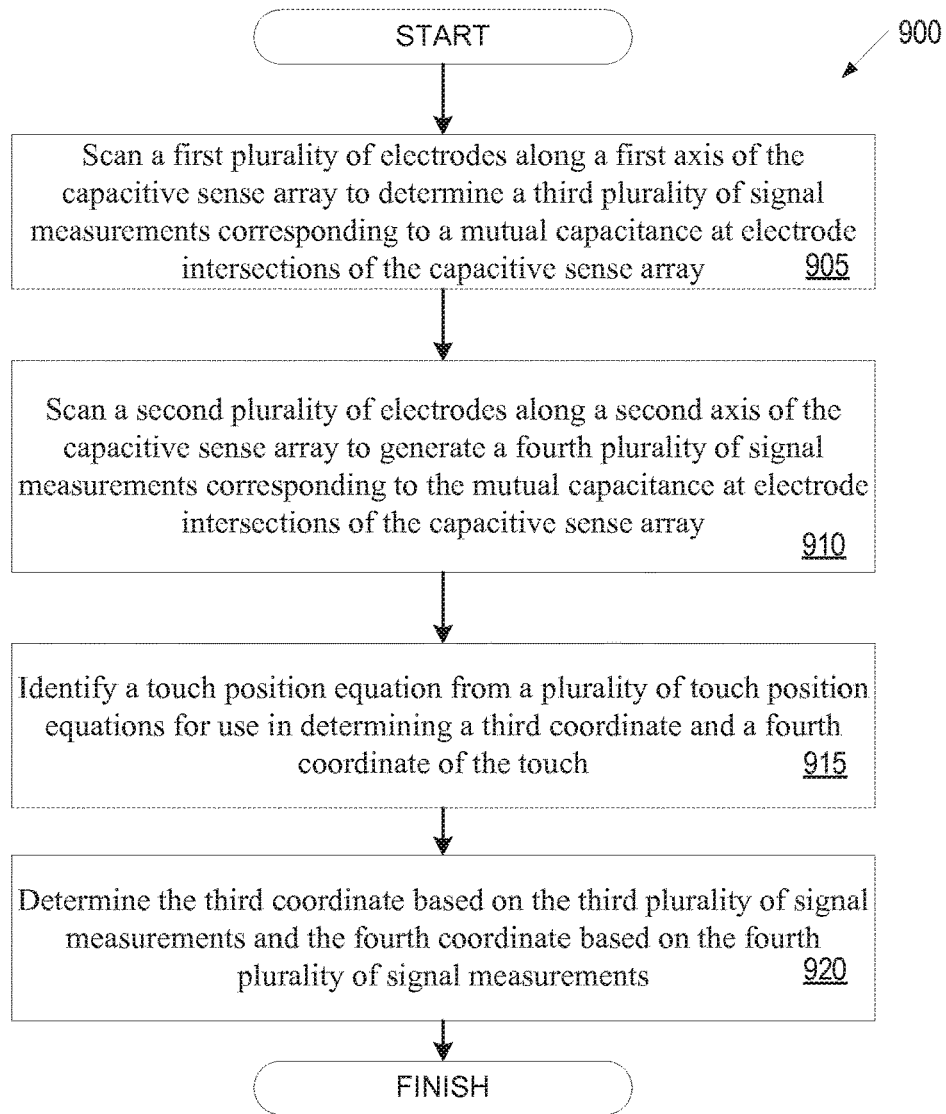 START
900
Scan a first plurality of electrodes along a first axis of the
capacitive sense array to determine a third plurality of signal
measurements corresponding to a mutual capacitance at electrode
intersections of the capacitive sense array
905
Scan a second plurality of electrodes along a second axis of the
capacitive sense array to generate a fourth plurality of signal
measurements corresponding to the mutual capacitance at electrode
intersections of the capacitive sense array
910
Identify a touch position equation from a plurality of touch position
equations for use in determining a third coordinate and a fourth
coordinate of the touch
915
Determine the third coordinate based on the third plurality of signal
measurements and the fourth coordinate based on the fourth
plurality of signal measurements
920
FINISH